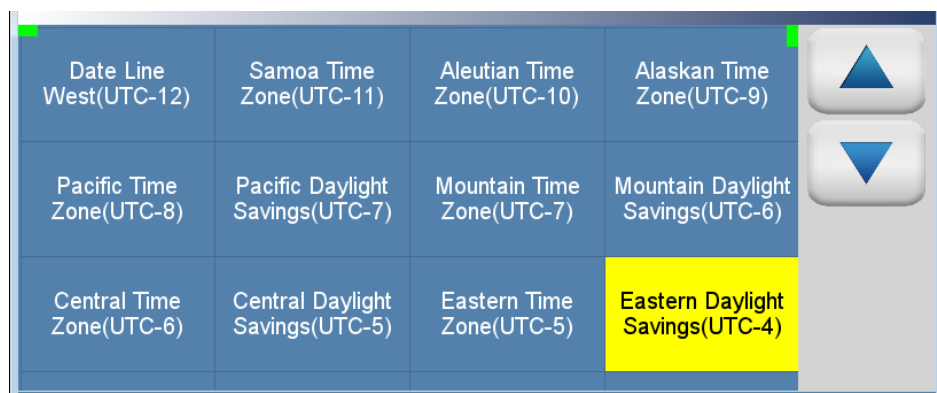 Date Line
West(UTC-12)
Samoa Time
Zone(UTC-11)
Aleutian Time
Zone(UTC-10)
Alaskan Time
Zone(UTC-9)
Pacific Time
Zone(UTC-8)
Pacific Daylight
Savings(UTC-7)
Mountain Time
Zone(UTC-7)
Mountain Daylight
Savings(UTC-6)
Central Time
Zone(UTC-6)
Central Daylight
Savings(UTC-5)
Eastern Time
Zone(UTC-5)
Eastern Daylight
Savings(UTC-4)